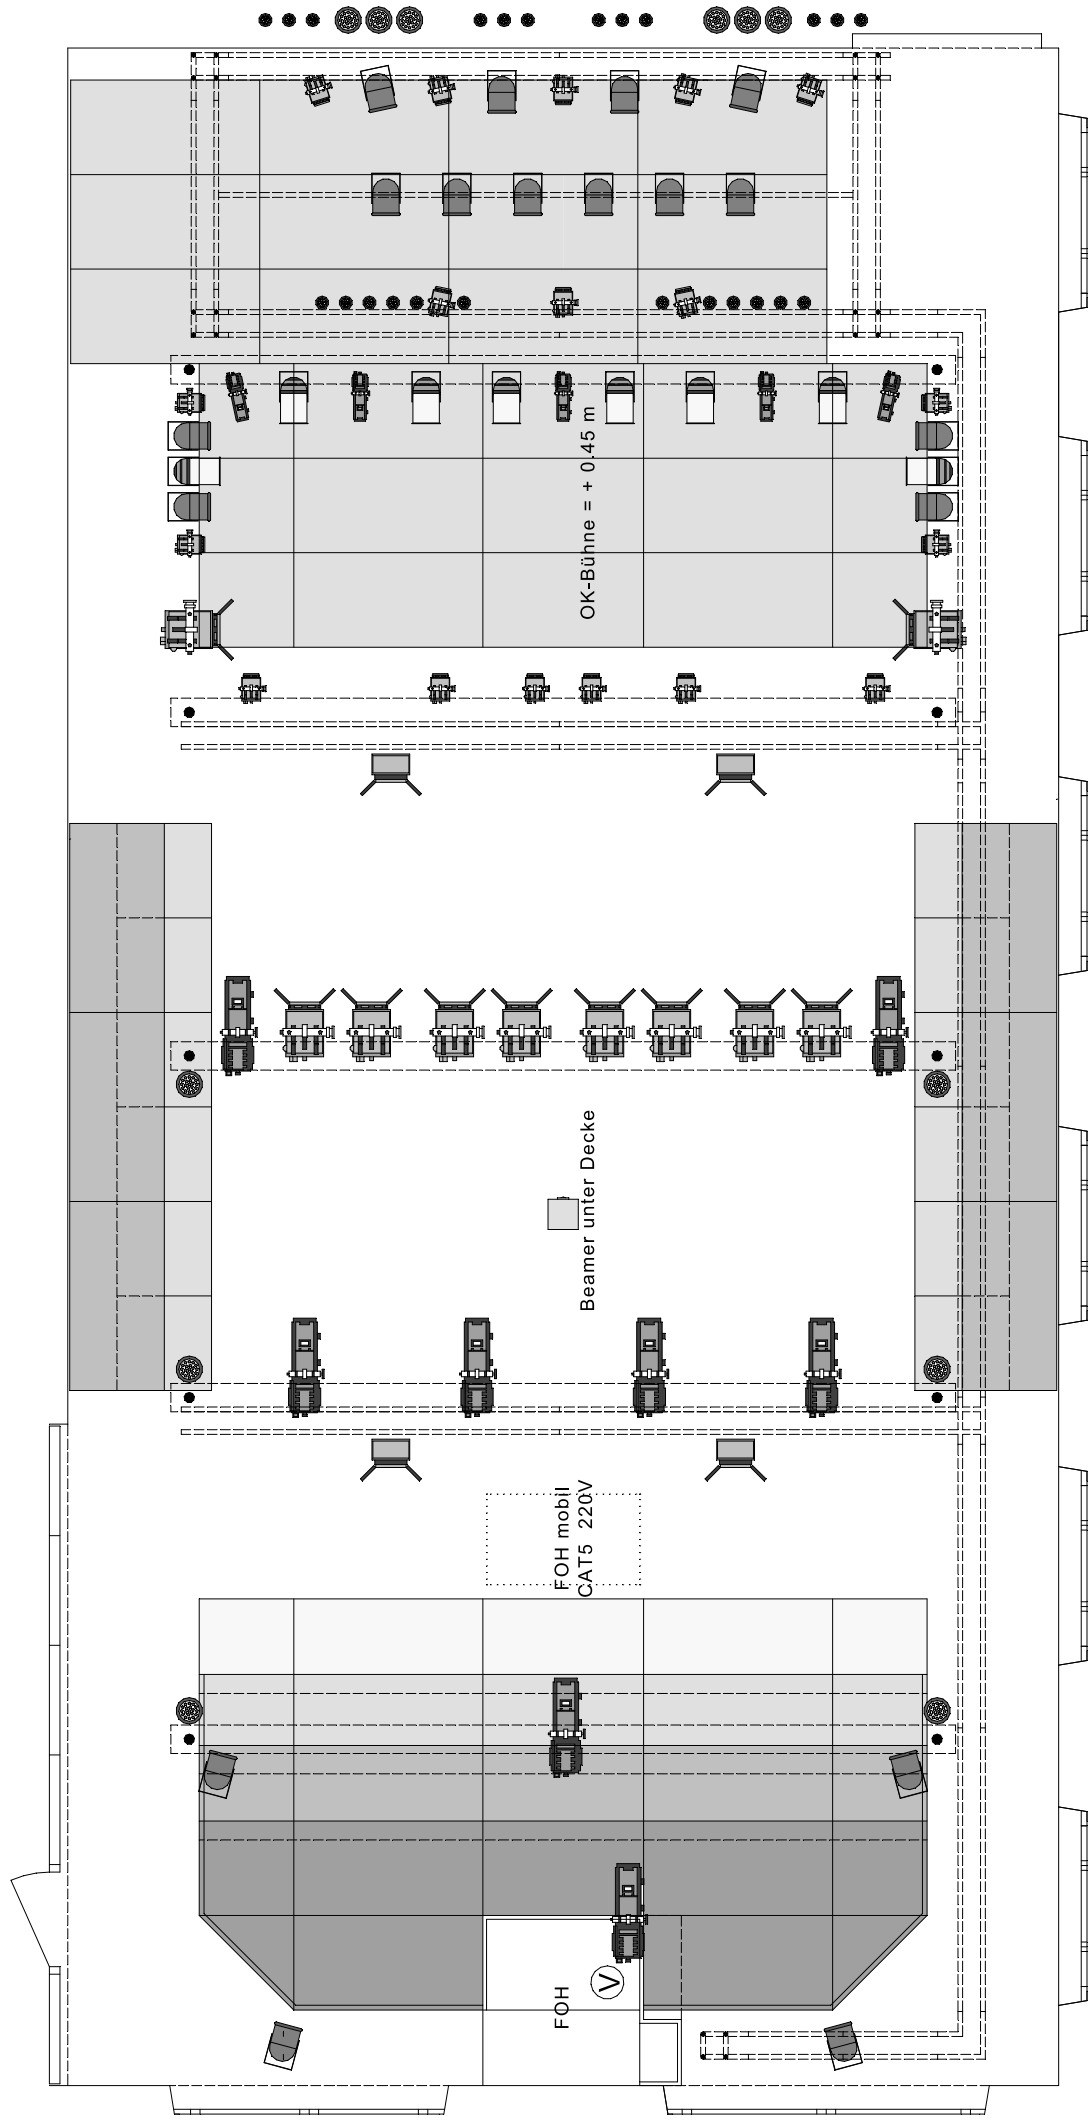 OK-Bühne = + 0.45 m
Beamer unter Decke
FOH mobil
CAT5 220V
FOH
V